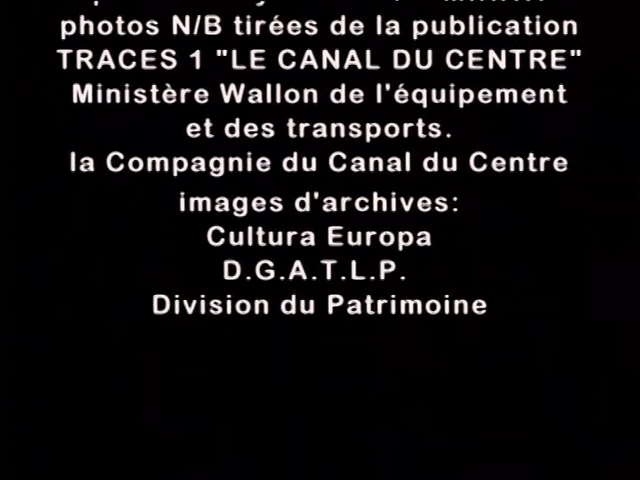 photos N/B tirées de la publication
TRACES 1 "LE CANAL DU CENTRE"
Ministère Wallon de l'équipement
et des transports.
la Compagnie du Canal du Centre
images d'archives:
Cultura Europa
D.G.A.T.L.P.
Division du Patrimoine